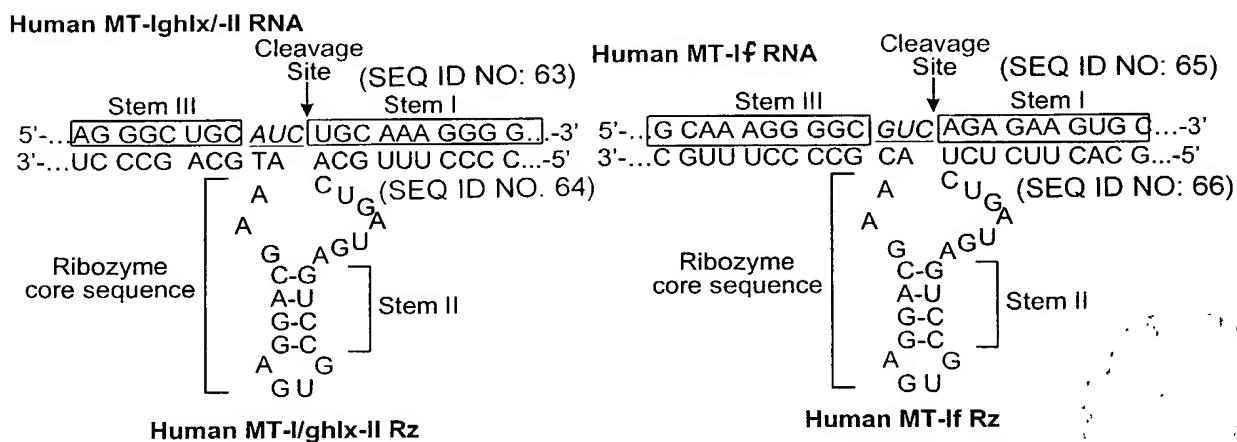 Human MT-Ighlx/-II RNA
Cleavage
Site
(SEQ ID NO: 63)
Stem III
Stem I
5'-...AG GGGCU UGC AUC UGC AAA GGG G...-3'
3'-...UC CCG ACG TA ACG UUU CCC C...-5'
(SEQ ID NO. 64)
A
A
G
C-G
A-U
G-C
G-C
A
G U
G
C U G A U G A
Ribozyme
core sequence
Stem II
Human MT-I/ghlx-II Rz
Human MT-If RNA
Cleavage
Site
(SEQ ID NO: 65)
Stem III
Stem I
5'-...G CAA AG GGGC GUC AGA GAA GUG C...-3'
3'-...C GUU UCC CCG CA UCU CUU CAC G...-5'
(SEQ ID NO: 66)
A
A
G
C-G
A-U
G-C
G-C
A
G U
G
C U G A U G A
Ribozyme
core sequence
Stem II
Human MT-If Rz